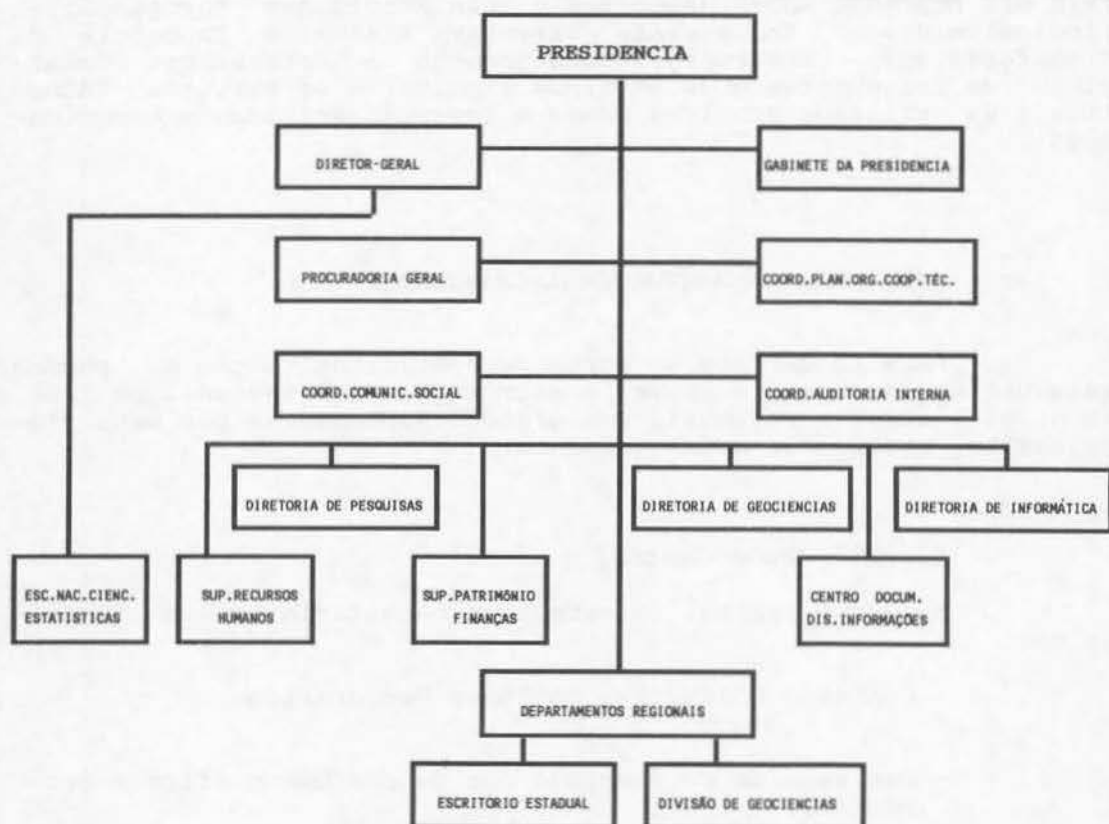 PRESIDENCIA
DIRETOR-GERAL
GABINETE DA PRESIDENCIA
PROCURADORIA GERAL
COORD.PLAN.ORG.COOP.TÉC.
COORD.COMUNIC.SOCIAL
COORD.AUDITORIA INTERNA
DIRETORIA DE PESQUISAS
DIRETORIA DE GEOCIENCIAS
DIRETORIA DE INFORMÁTICA
ESC.NAC.CIENC.
ESTATISTICAS
SUP.RECURSOS
HUMANOS
SUP.PATRIMÔNIO
FINANÇAS
CENTRO DOCUM.
DIS.INFORMAÇÕES
DEPARTAMENTOS REGIONAIS
ESCRITORIO ESTADUAL
DIVISÃO DE GEOCIENCIAS